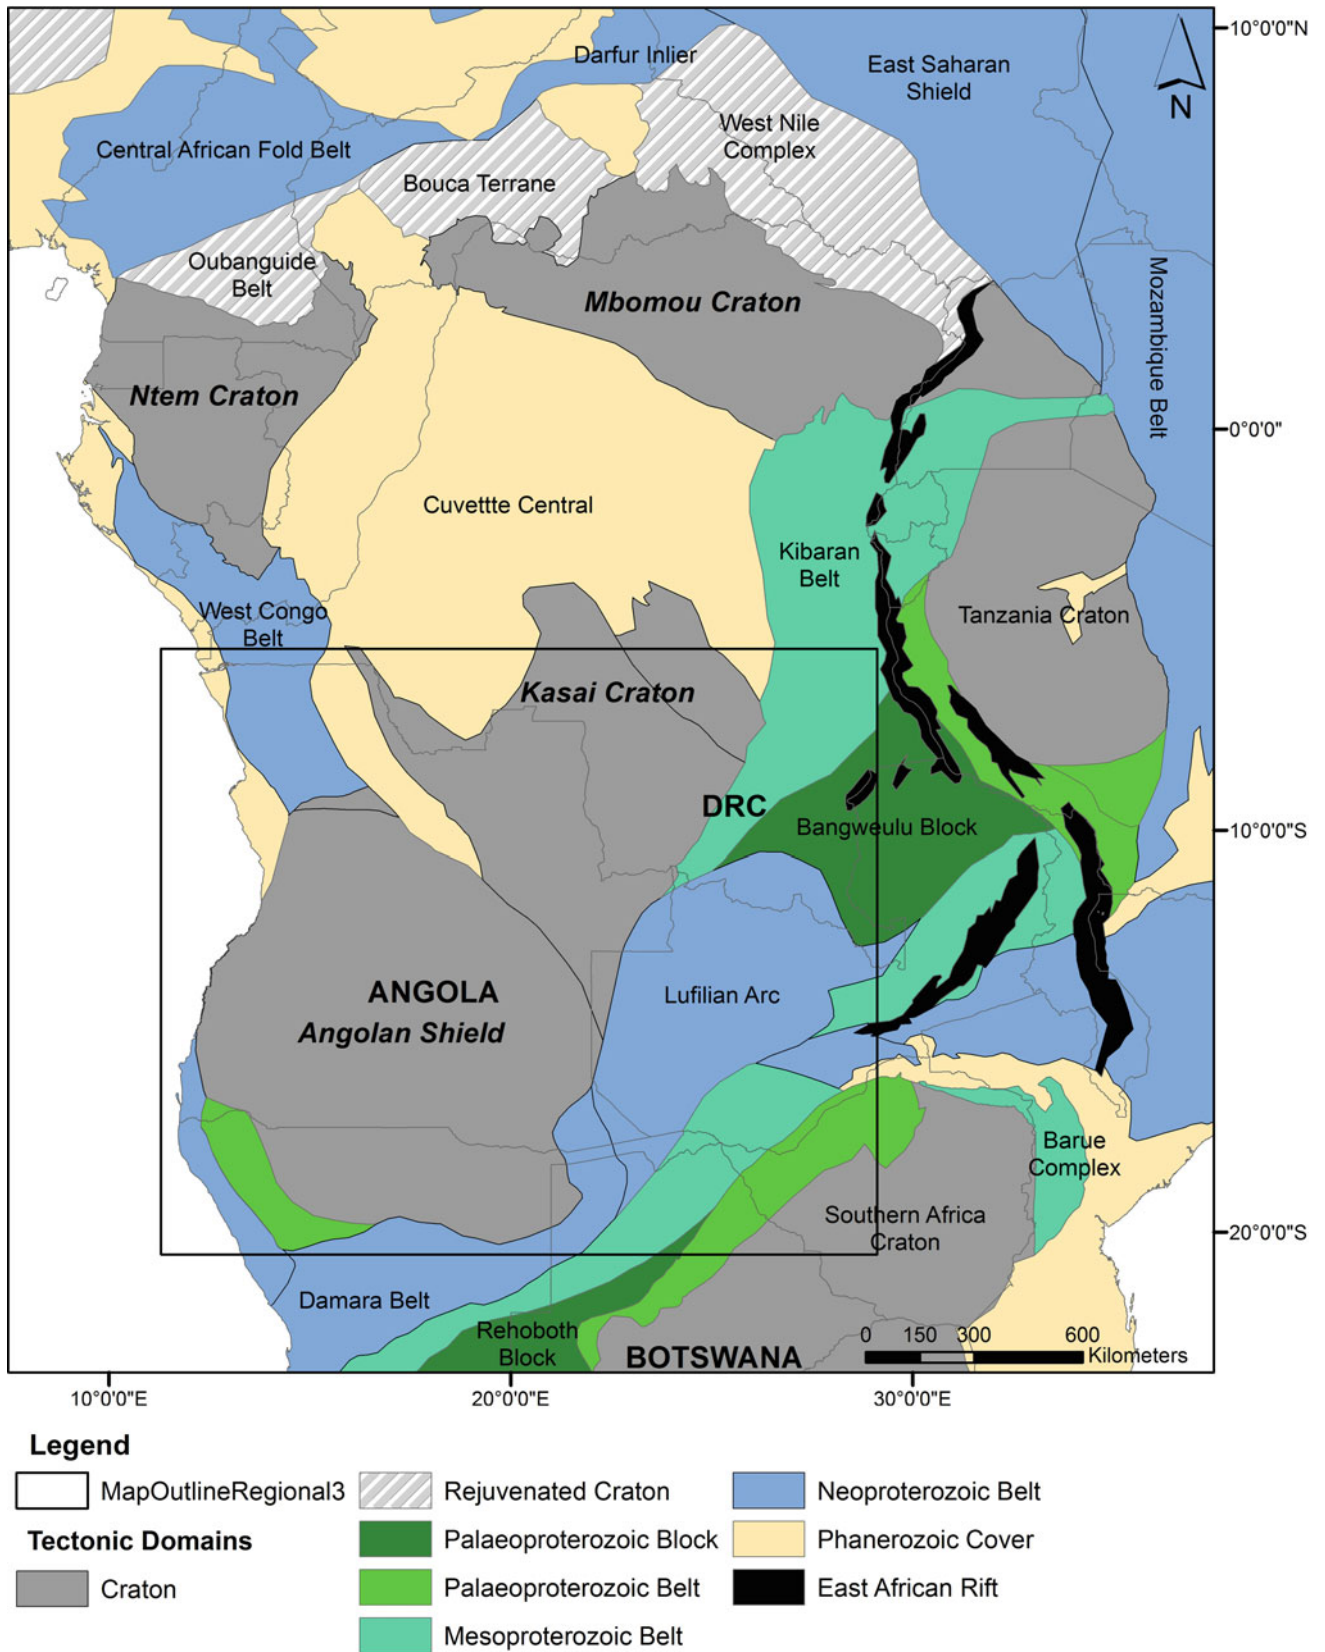 10°0'0"N
Darfur Inlier
East Saharan
Shield
N
West Nile
Complex
Central African Fold Belt
Bouca Terrane
Oubanguide
Belt
Mbomou Craton
Mozambique Belt
Ntem Craton
0°0'0"
Cuvettte Central
Kibaran
Belt
West Congo
Belt
Tanzania Craton
Kasai Craton
DRC
Bangweulu Block
10°0'0"S
ANGOLA
Angolan Shield
Lufilian Arc
Barue
Complex
Southern Africa
Craton
20°0'0"S
Damara Belt
Rehoboth
Block
BOTSWANA
0 150 300 600
Kilometers
10°0'0"E 20°0'0"E 30°0'0"E
Legend
MapOutlineRegional3
Tectonic Domains
Craton
Rejuvenated Craton
Palaeoproterozoic Block
Palaeoproterozoic Belt
Mesoproterozoic Belt
Neoproterozoic Belt
Phanerozoic Cover
East African Rift